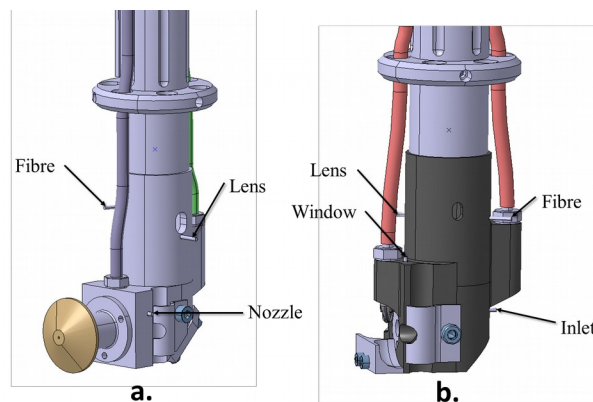 Fibre
Lens
Nozzle
a.
Lens
Window
Fibre
Inlet
b.